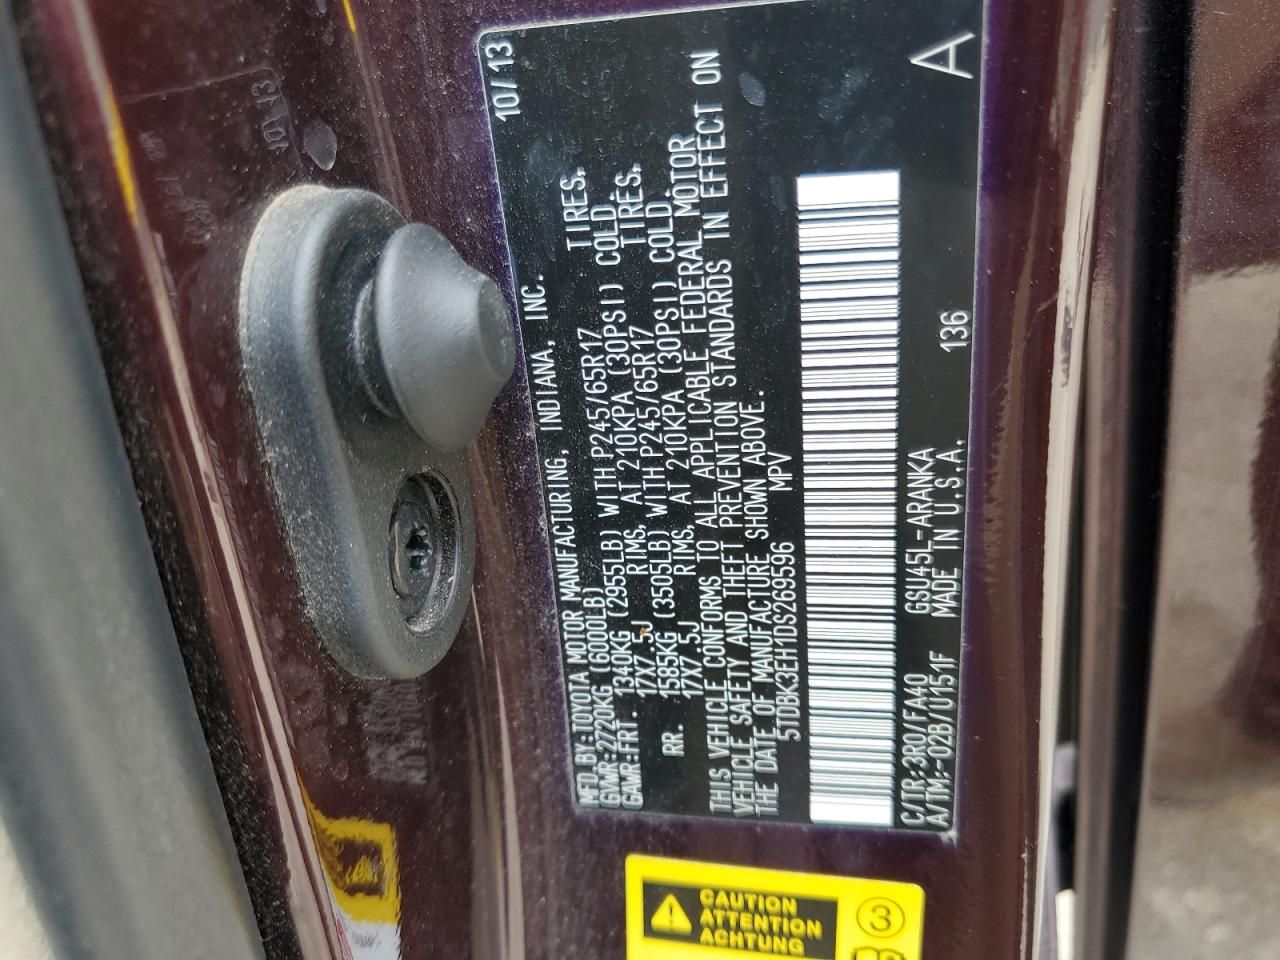 10/13
MFD.BY:TOYOTA MOTOR MANUFACTURING, INDIANA, INC.
GVWR:2720KG(6000LB)
GAWR:FRT. 1340KG (2955LB) WITH P245/65R17 TIRES,
17X7.5J RIMS, AT 210KPA (30PSI) COLD.
RR. 1585KG (3505LB) WITH P245/65R17 TIRES,
17X7.5J RIMS, AT 210KPA (30PSI) COLD.
THIS VEHICLE CONFORMS TO ALL APPLICABLE FEDERAL MOTOR
VEHICLE SAFETY AND THEFT PREVENTION STANDARDS IN EFFECT ON
THE DATE OF MANUFACTURE SHOWN ABOVE.
5TDBK3EH1DS269596 MPV
C/TR:3R0/FA40 GSU45L-ARANKA
A/TM:-02B/U151F MADE IN U.S.A. 136
A
CAUTION
ATTENTION
ACHTUNG
3